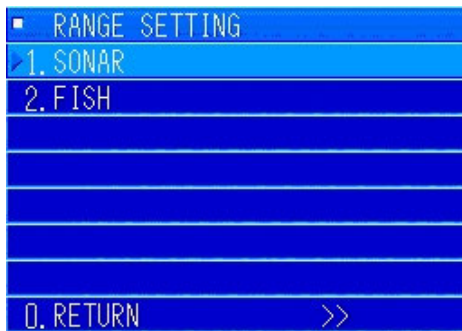 RANGE SETTING
1. SONAR
2. FISH
0. RETURN >>